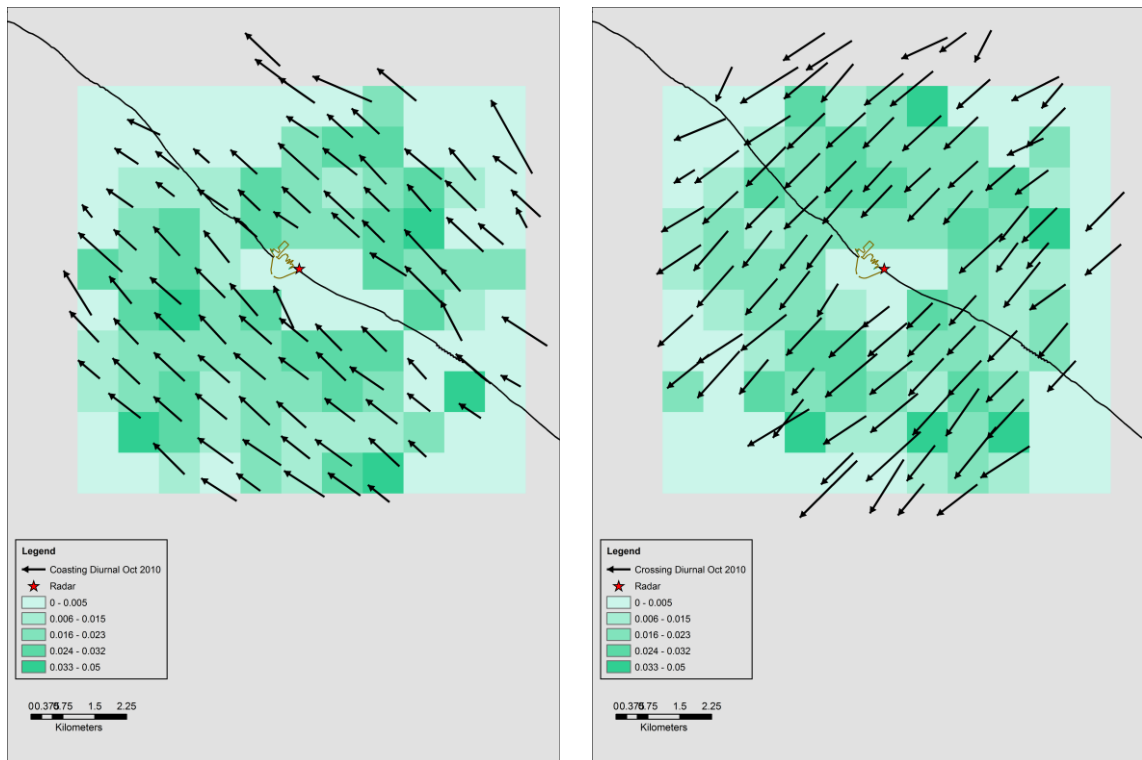 Legend
Coasting Diurnal Oct 2010
Radar
0 - 0.005
0.006 - 0.015
0.016 - 0.023
0.024 - 0.032
0.033 - 0.05
1.5
2.25
Kilometers
Legend
Crossing Diurnal Oct 2010
Radar
0 - 0.005
0.006 - 0.015
0.016 - 0.023
0.024 - 0.032
0.033 - 0.05
1.5
2.25
Kilometers